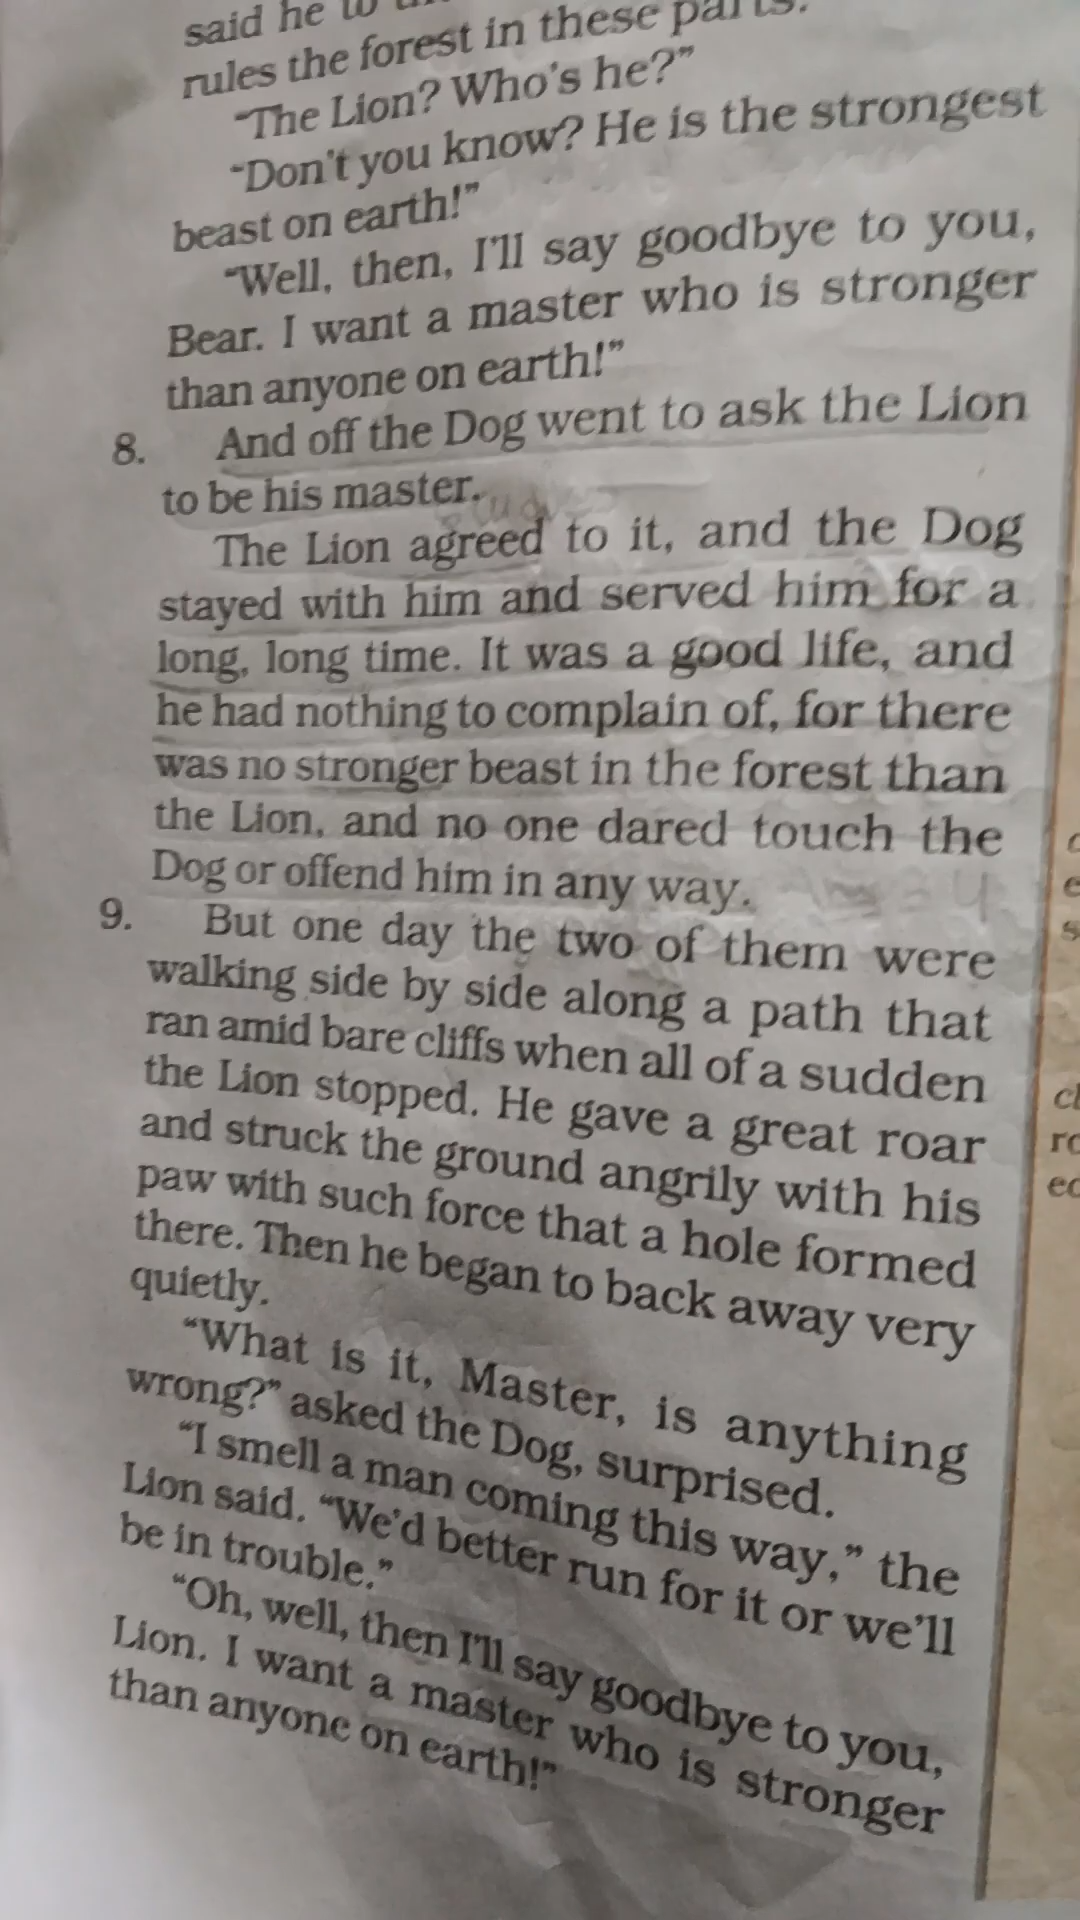 said he to
rules the forest in these parts.
"The Lion? Who's he?"
"Don't you know? He is the strongest
beast on earth!"
"Well, then, I'll say goodbye to you,
Bear. I want a master who is stronger
than anyone on earth!"
8. And off the Dog went to ask the Lion
to be his master.
The Lion agreed to it, and the Dog
stayed with him and served him for a
long, long time. It was a good life, and
he had nothing to complain of, for there
was no stronger beast in the forest than
the Lion, and no one dared touch the
Dog or offend him in any way.
9. But one day the two of them were
walking side by side along a path that
ran amid bare cliffs when all of a sudden
the Lion stopped. He gave a great roar
and struck the ground angrily with his
paw with such force that a hole formed
there. Then he began to back away very
quietly.
"What is it, Master, is anything
wrong?" asked the Dog, surprised.
"I smell a man coming this way," the
Lion said. "We'd better run for it or we'll
be in trouble."
"Oh, well, then I'll say goodbye to you,
Lion. I want a master who is stronger
than anyone on earth!"